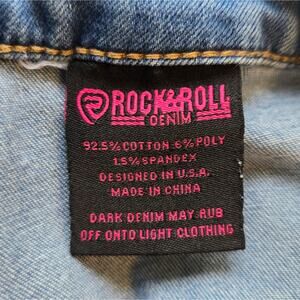 ROCK&ROLL
DENIM
92.5% COTTON 6% POLY
1.5% SPANDEX
DESIGNED IN U.S.A.
MADE IN CHINA
DARK DENIM MAY RUB
OFF ONTO LIGHT CLOTHING